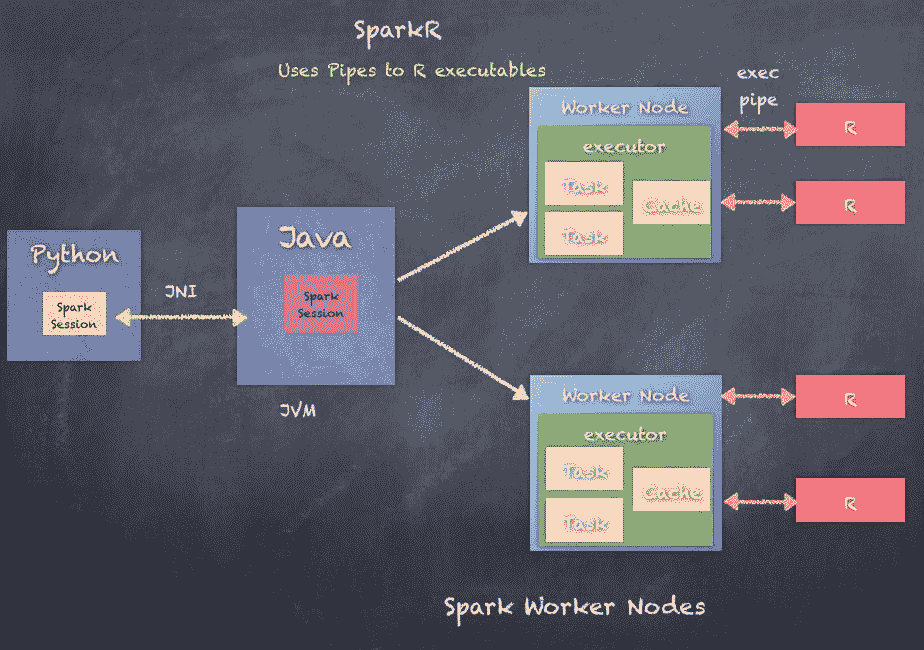 SparkR
Uses Pipes to R executables
exec
pipe
Worker Node
executor
Task
Cache
Task
R
R
Python
Spark
Session
JNI
Java
Spark
Session
JVM
Worker Node
executor
Task
Cache
Task
R
R
Spark Worker Nodes